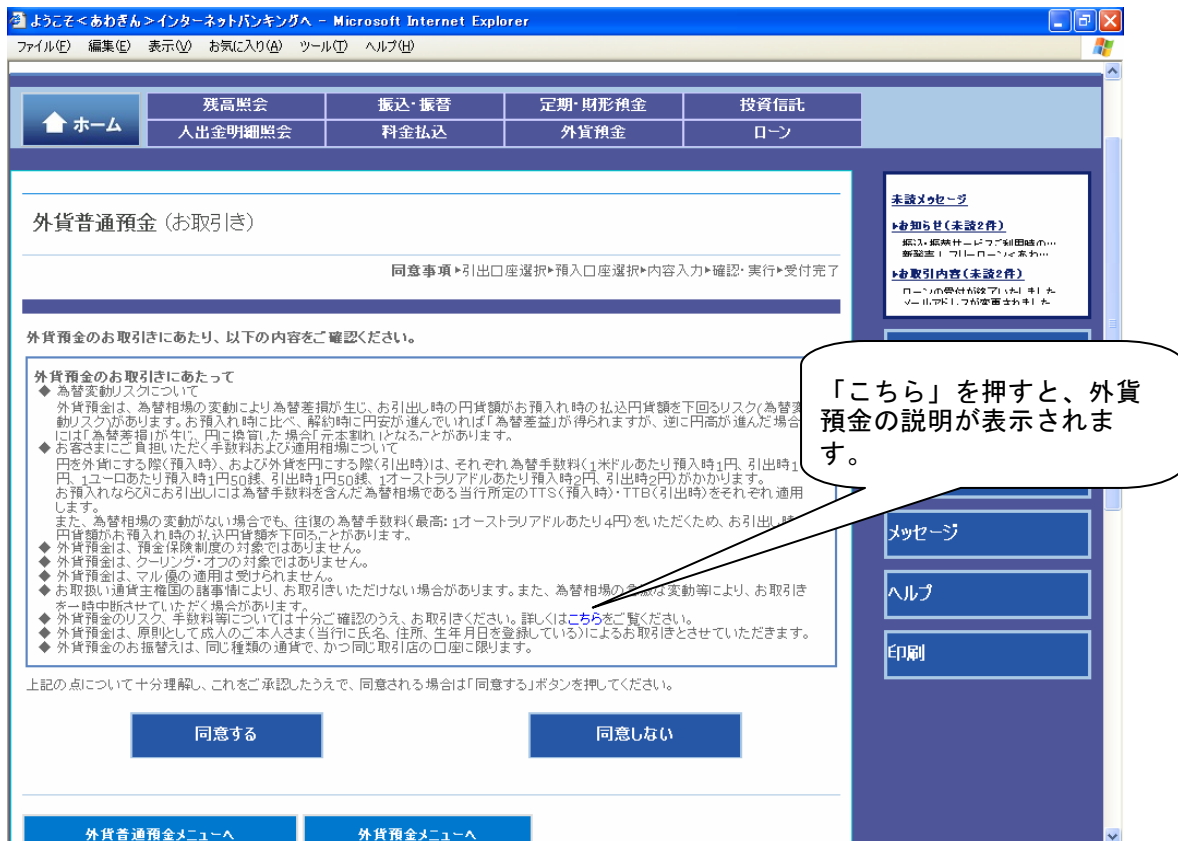 ようこそ＜あわぎん＞インターネットバンキングへ - Microsoft Internet Explorer
ファイル(F) 編集(E) 表示(V) お気に入り(A) ツール(T) ヘルプ(H)
ホーム
残高照会 振込・振替 定期・財形預金 投資信託
入出金明細照会 料金払込 外貨預金 ローン
外貨普通預金（お取引き）
同意事項▶引出口座選択▶預入口座選択▶内容入力▶確認・実行▶受付完了
外貨預金のお取引きにあたり、以下の内容をご確認ください。
外貨預金のお取引きにあたって
◆ 為替変動リスクについて
外貨預金は、為替相場の変動により為替差損が生じ、お引出し時の円貨額がお預入れ時の払込円貨額を下回るリスク(為替変
動リスク)があります。お預入れ時に比べ、解約時に円安が進んでいれば「為替差益」が得られますが、逆に円高が進んだ場合
には「為替差損」が生じ、円に換算した場合「元本割れ」となることがあります。
◆ お客さまにご負担いただく手数料および適用相場について
円を外貨にする際(預入時)、および外貨を円にする際(引出時)は、それぞれ為替手数料(1米ドルあたり預入時1円、引出時1
円、1ユーロあたり預入時1円50銭、引出時1円50銭、1オーストラリアドルあたり預入時2円、引出時2円)がかかります。
お預入れならびにお引出しには為替手数料を含んだ為替相場である当行所定のTTS(預入時)・TTB(引出時)をそれぞれ適用
します。
また、為替相場の変動がない場合でも、往復の為替手数料(最高：1オーストラリアドルあたり4円)をいただくため、お引出し時
円貨額がお預入れ時の払込円貨額を下回ることがあります。
◆ 外貨預金は、預金保険制度の対象ではありません。
◆ 外貨預金は、クーリング・オフの対象ではありません。
◆ 外貨預金は、マル優の適用は受けられません。
◆ お取扱い通貨主権国の諸事情により、お取引きいただけない場合があります。また、為替相場の急激な変動等により、お取引き
を一時中断させていただく場合があります。
◆ 外貨預金のリスク、手数料等については十分ご確認のうえ、お取引きください。詳しくはこちらをご覧ください。
◆ 外貨預金は、原則として成人のご本人さま(当行に氏名、住所、生年月日を登録している)によるお取引きとさせていただきます。
◆ 外貨預金のお振替えは、同じ種類の通貨で、かつ同じ取引店の口座に限ります。
上記の点について十分理解し、これをご承認したうえで、同意される場合は「同意する」ボタンを押してください。
同意する 同意しない
外貨普通預金メニューへ 外貨預金メニューへ
未読メッセージ
▶お知らせ(未読2件)
振込・振替サービスご利用時の…
▶お取引内容(未読2件)
ローンの受付が終了いたしました
メールアドレスが変更されました
「こちら」を押すと、外貨
預金の説明が表示されま
す。
メッセージ
ヘルプ
印刷